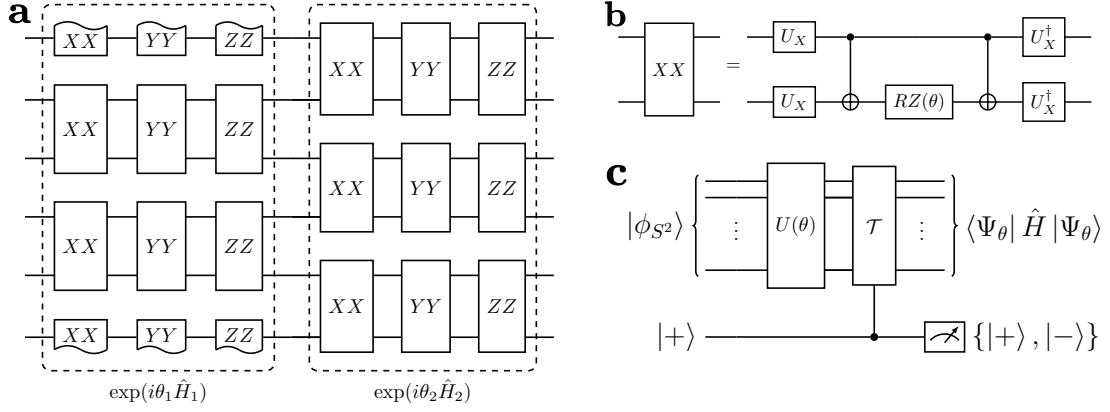 a
XX YY ZZ
XX YY ZZ
XX YY ZZ
XX YY ZZ
XX YY ZZ
XX YY ZZ
XX YY ZZ
exp(iθ₁Ĥ₁) exp(iθ₂Ĥ₂)
b
XX = U_X U_X^†
U_X RZ(θ) U_X^†
c
|ϕ_{S²}⟩ ⋮ U(θ) 𝒯 ⋮ ⟨Ψ_θ| Ĥ |Ψ_θ⟩
|+⟩ {|+⟩, |−⟩}